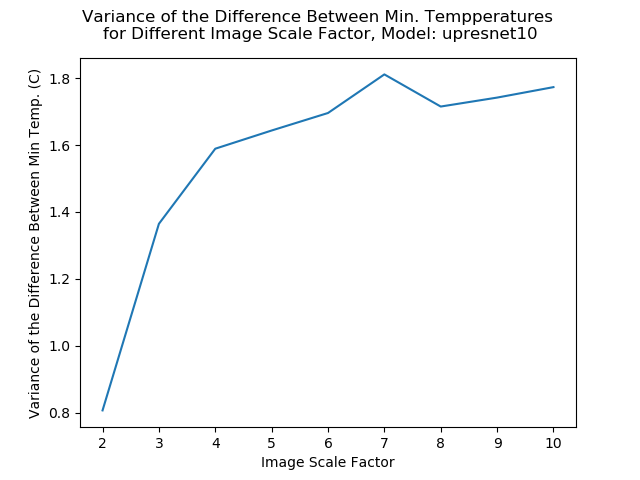 Variance of the Difference Between Min. Tempperatures
for Different Image Scale Factor, Model: upresnet10
Variance of the Difference Between Min Temp. (C)
1.8
1.6
1.4
1.2
1.0
0.8
2 3 4 5 6 7 8 9 10
Image Scale Factor